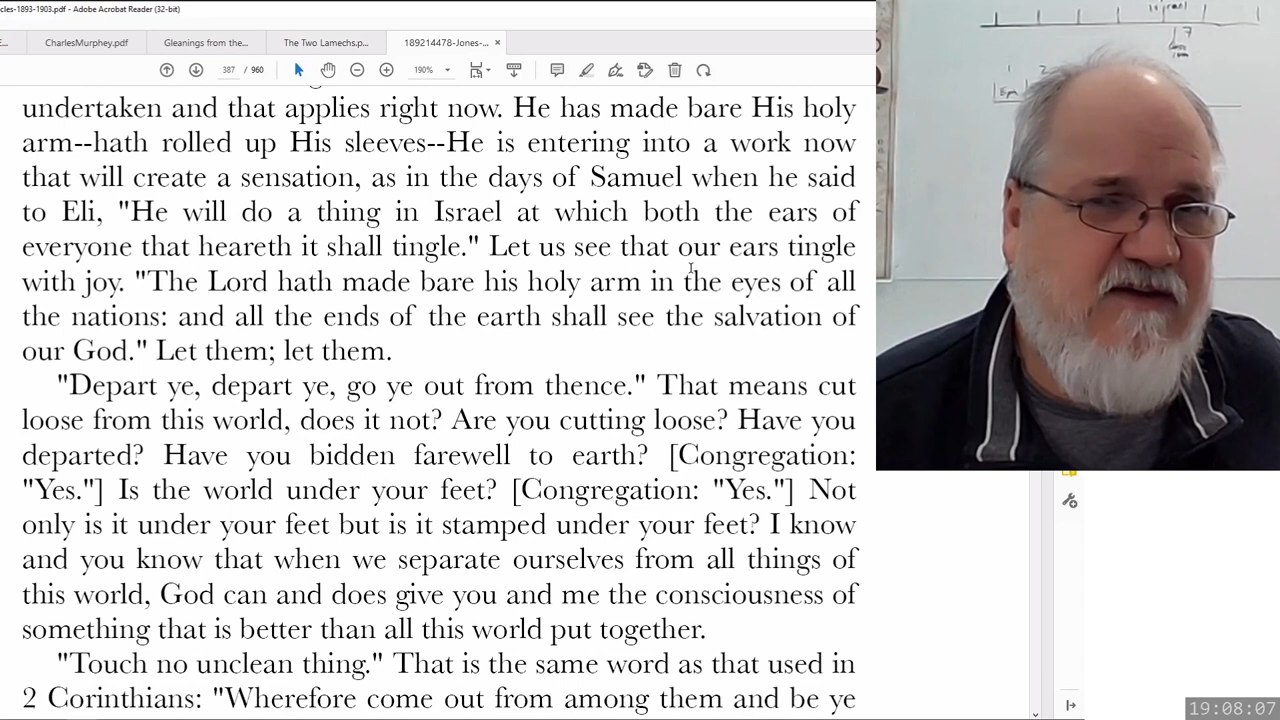 cles-1893-1903.pdf - Adobe Acrobat Reader (32-bit)
E... CharlesMurphey.pdf Gleanings from the... The Two Lamechs.p... 189214478-Jones-... ×
387 / 960 190%
undertaken and that applies right now. He has made bare His holy
arm--hath rolled up His sleeves--He is entering into a work now
that will create a sensation, as in the days of Samuel when he said
to Eli, "He will do a thing in Israel at which both the ears of
everyone that heareth it shall tingle." Let us see that our ears tingle
with joy. "The Lord hath made bare his holy arm in the eyes of all
the nations: and all the ends of the earth shall see the salvation of
our God." Let them; let them.
"Depart ye, depart ye, go ye out from thence." That means cut
loose from this world, does it not? Are you cutting loose? Have you
departed? Have you bidden farewell to earth? [Congregation:
"Yes."] Is the world under your feet? [Congregation: "Yes."] Not
only is it under your feet but is it stamped under your feet? I know
and you know that when we separate ourselves from all things of
this world, God can and does give you and me the consciousness of
something that is better than all this world put together.
"Touch no unclean thing." That is the same word as that used in
2 Corinthians: "Wherefore come out from among them and be ye
7
1
2
19:08:07